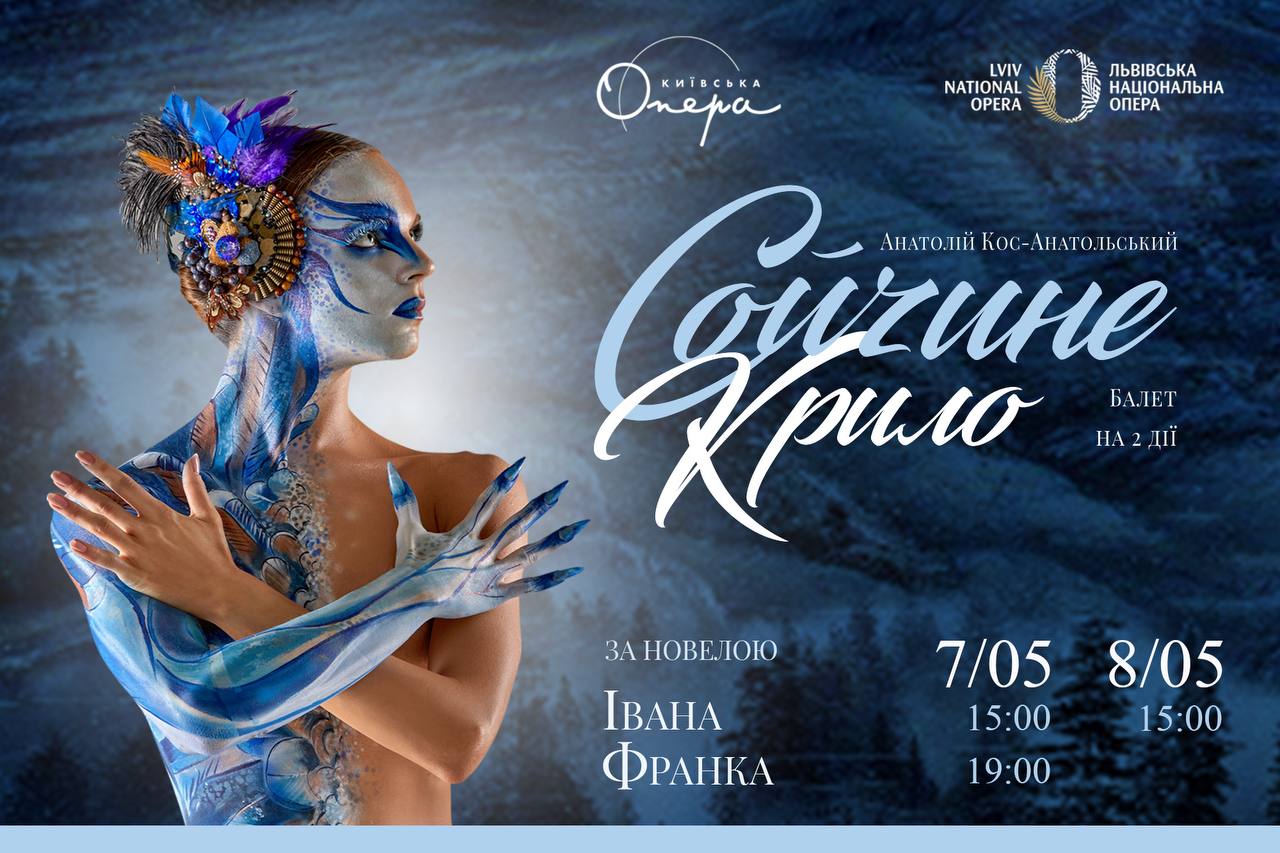 КИЇВСЬКА
Опера
LVIV
NATIONAL
OPERA
ЛЬВІВСЬКА
НАЦІОНАЛЬНА
ОПЕРА
Анатолій Кос-Анатольський
Сойчине
Крило
Балет
на 2 дії
ЗА НОВЕЛОЮ
Івана
Франка
7/05
15:00
19:00
8/05
15:00